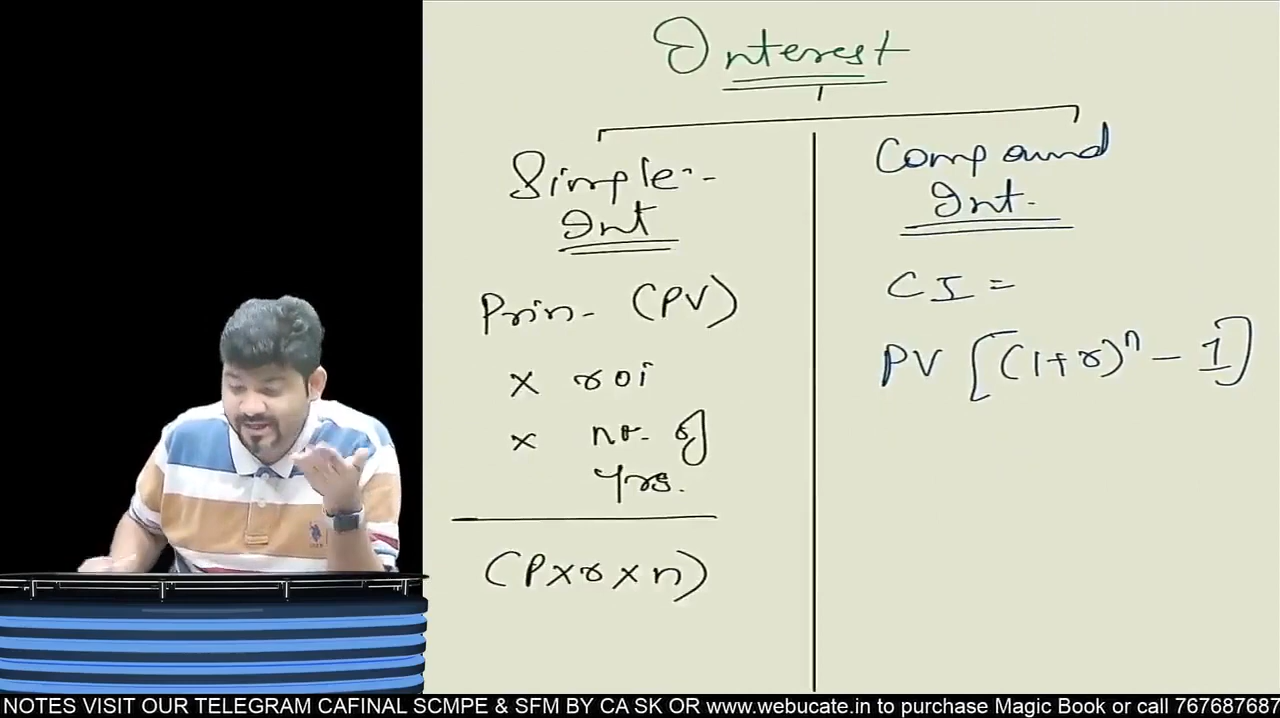 Interest
Simple
Int
Prin- (PV)
x roi
x no. of
yrs.
(Pxrxn)
Compound
Int.
CI =
PV [(1+r)ⁿ - 1]
NOTES VISIT OUR TELEGRAM CAFINAL SCMPE & SFM BY CA SK OR www.webucate.in to purchase Magic Book or call 767687687